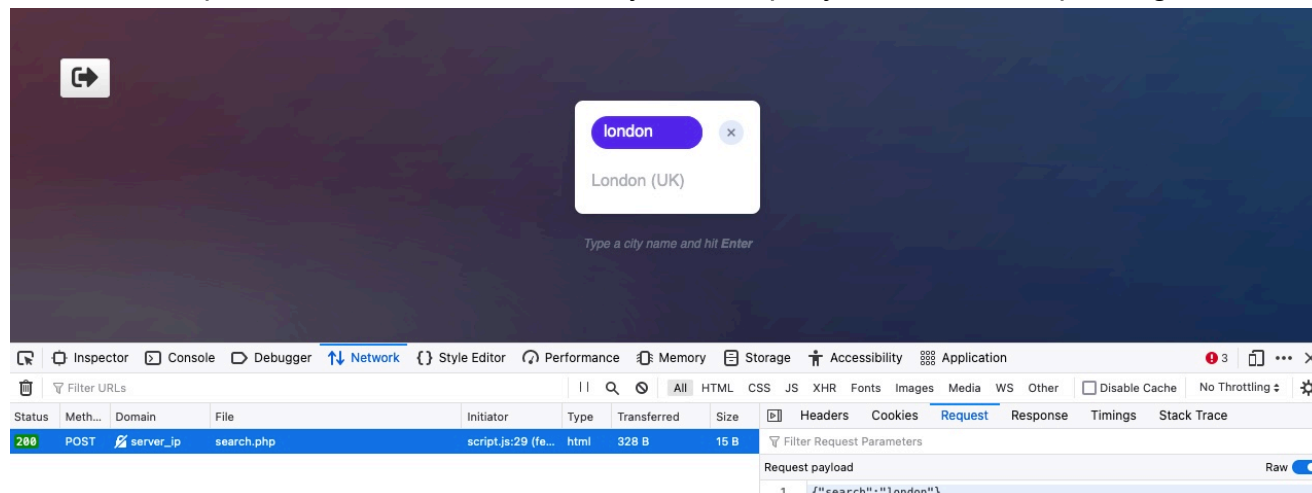 london
×
London (UK)
Type a city name and hit Enter
Inspector Console Debugger Network {} Style Editor Performance Memory Storage Accessibility Application 3
Filter URLs All HTML CSS JS XHR Fonts Images Media WS Other Disable Cache No Throttling
Status Meth... Domain File Initiator Type Transferred Size Headers Cookies Request Response Timings Stack Trace
200 POST server_ip search.php script.js:29 (fe... html 328 B 15 B Filter Request Parameters
Request payload Raw
1 {"search":"london"}